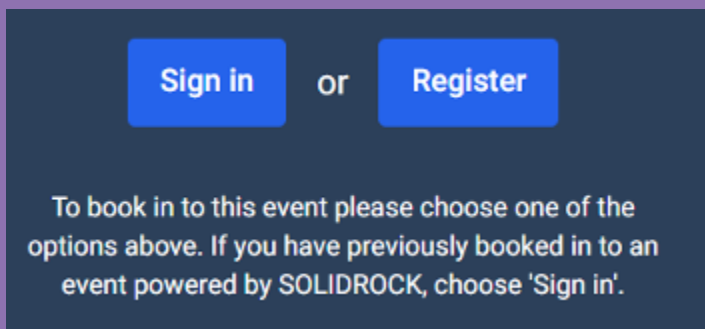 Sign in or Register
To book in to this event please choose one of the
options above. If you have previously booked in to an
event powered by SOLIDROCK, choose 'Sign in'.